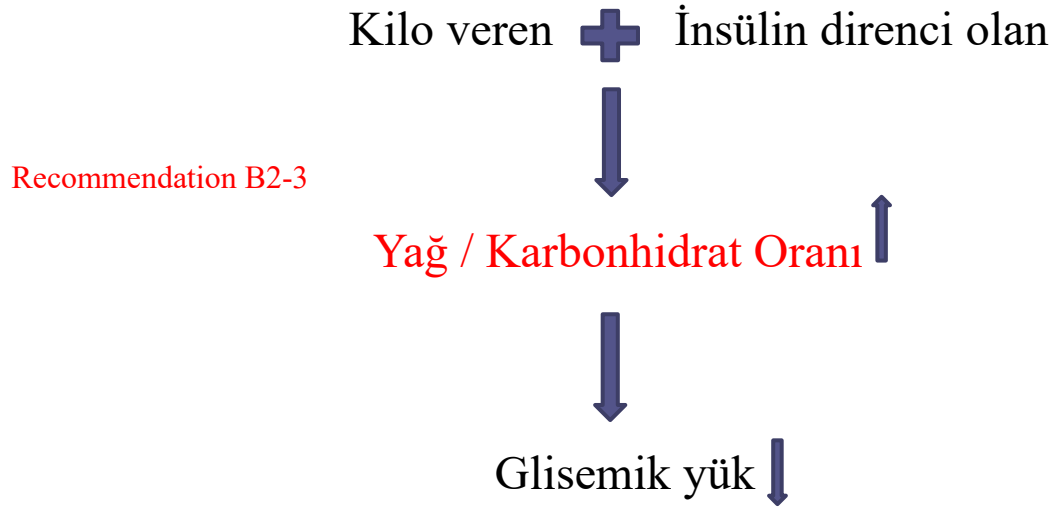 Kilo veren İnsülin direnci olan
Recommendation B2-3
Yağ / Karbonhidrat Oranı
Glisemik yük